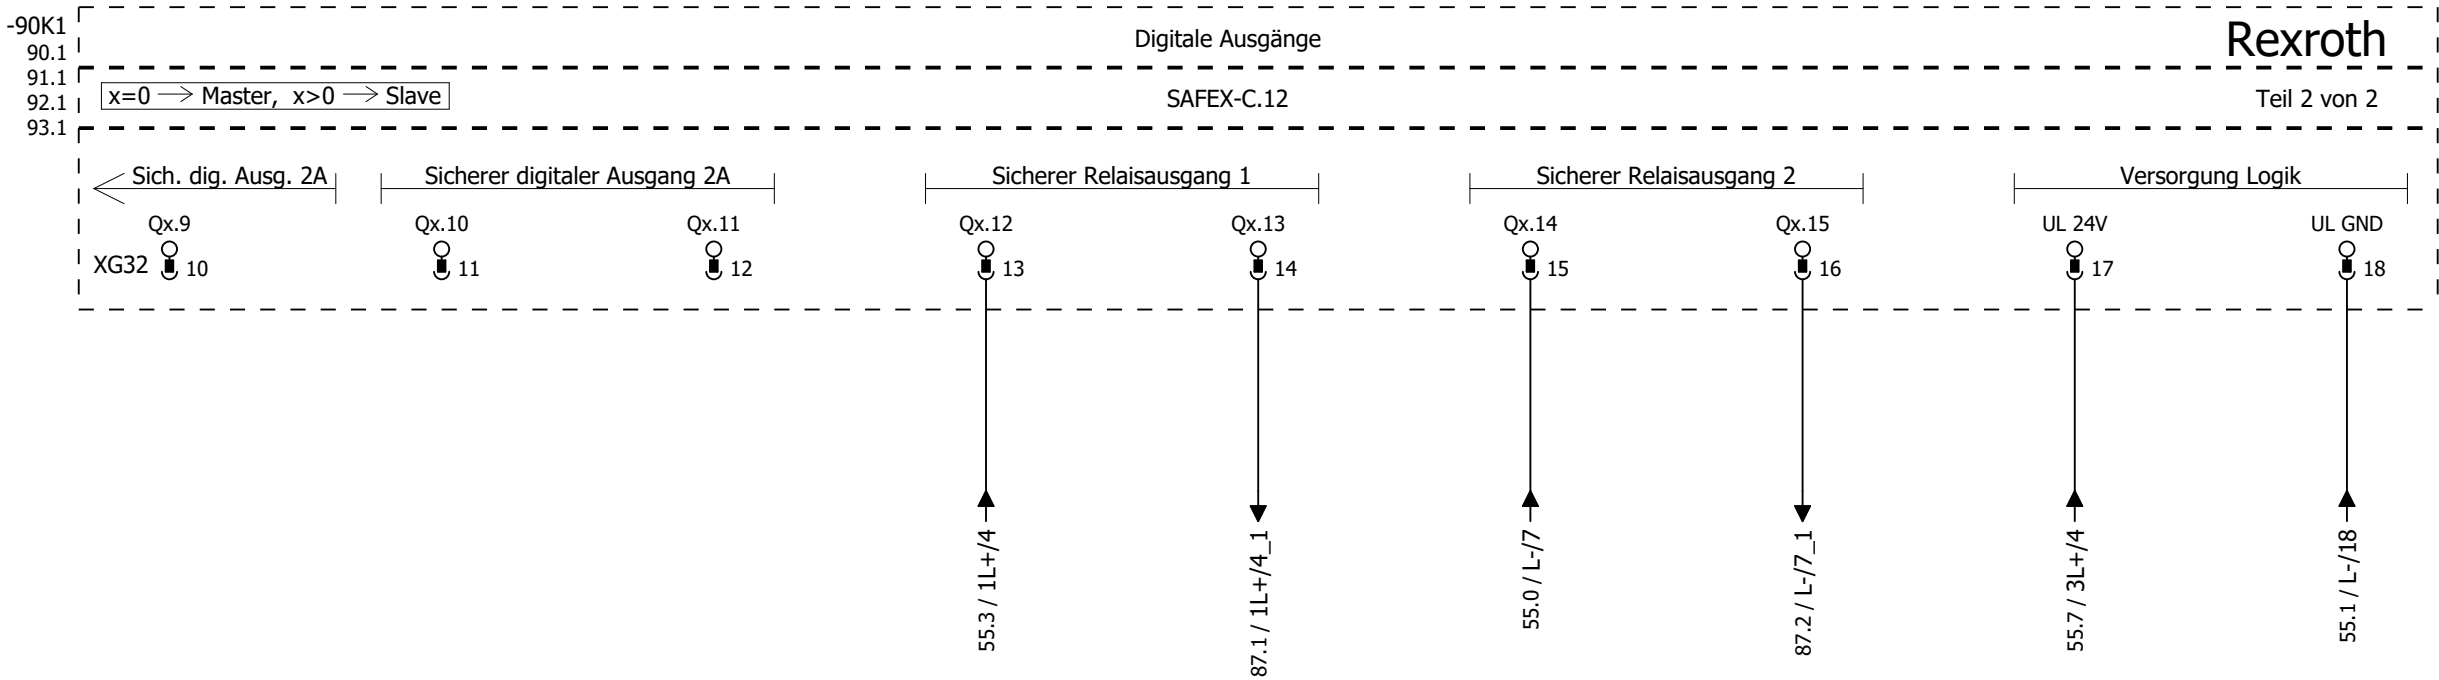 -90K1
90.1
91.1
92.1
93.1
Digitale Ausgänge
Rexroth
x=0 → Master, x>0 → Slave
SAFEX-C.12
Teil 2 von 2
Sich. dig. Ausg. 2A
Sicherer digitaler Ausgang 2A
Sicherer Relaisausgang 1
Sicherer Relaisausgang 2
Versorgung Logik
Qx.9
Qx.10
Qx.11
Qx.12
Qx.13
Qx.14
Qx.15
UL 24V
UL GND
XG32
10
11
12
13
14
15
16
17
18
55.3 / 1L+/4
87.1 / 1L+/4_1
55.0 / L-/7
87.2 / L-/7_1
55.7 / 3L+/4
55.1 / L-/18